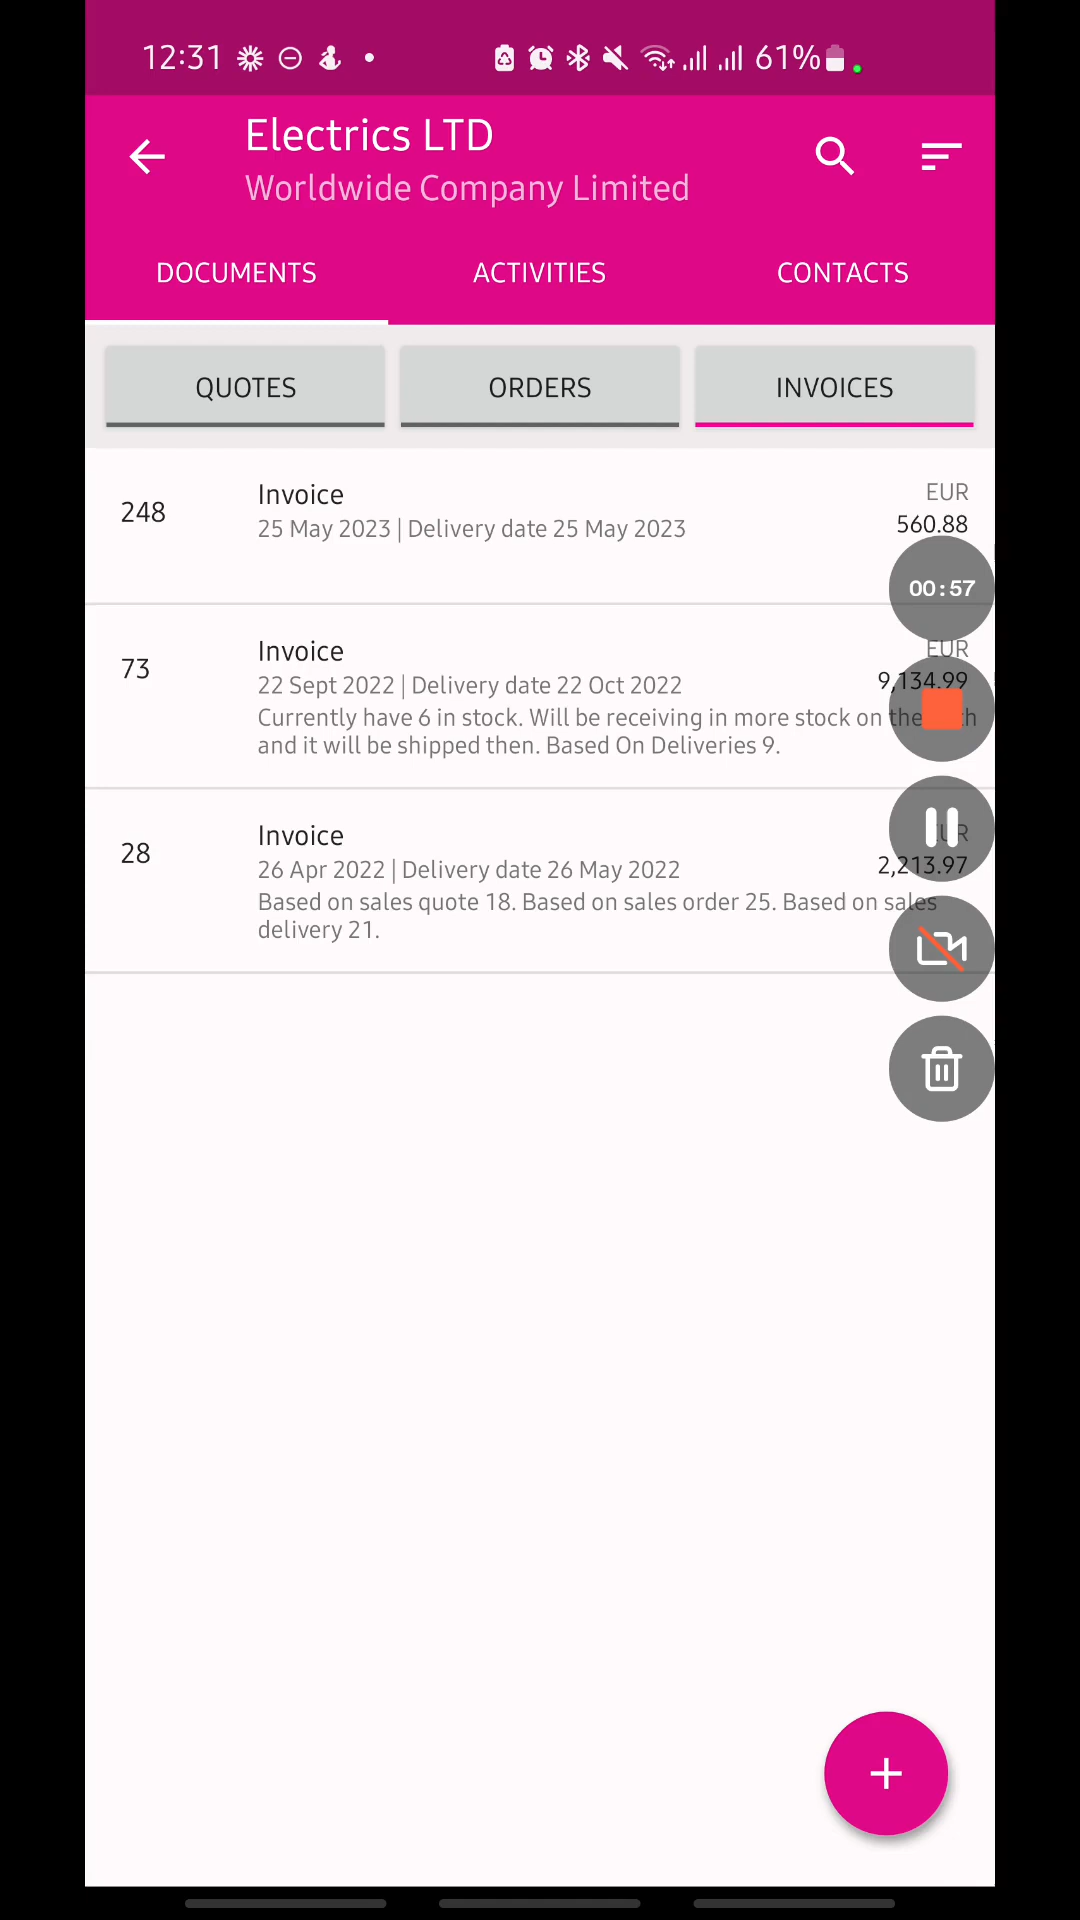 12:31
61%
Electrics LTD
Worldwide Company Limited
DOCUMENTS
ACTIVITIES
CONTACTS
QUOTES
ORDERS
INVOICES
248
Invoice
EUR
25 May 2023 | Delivery date 25 May 2023
560.88
00:57
73
Invoice
EUR
22 Sept 2022 | Delivery date 22 Oct 2022
9,134.99
Currently have 6 in stock. Will be receiving in more stock on the
and it will be shipped then. Based On Deliveries 9.
28
Invoice
EUR
26 Apr 2022 | Delivery date 26 May 2022
2,213.97
Based on sales quote 18. Based on sales order 25. Based on sales
delivery 21.